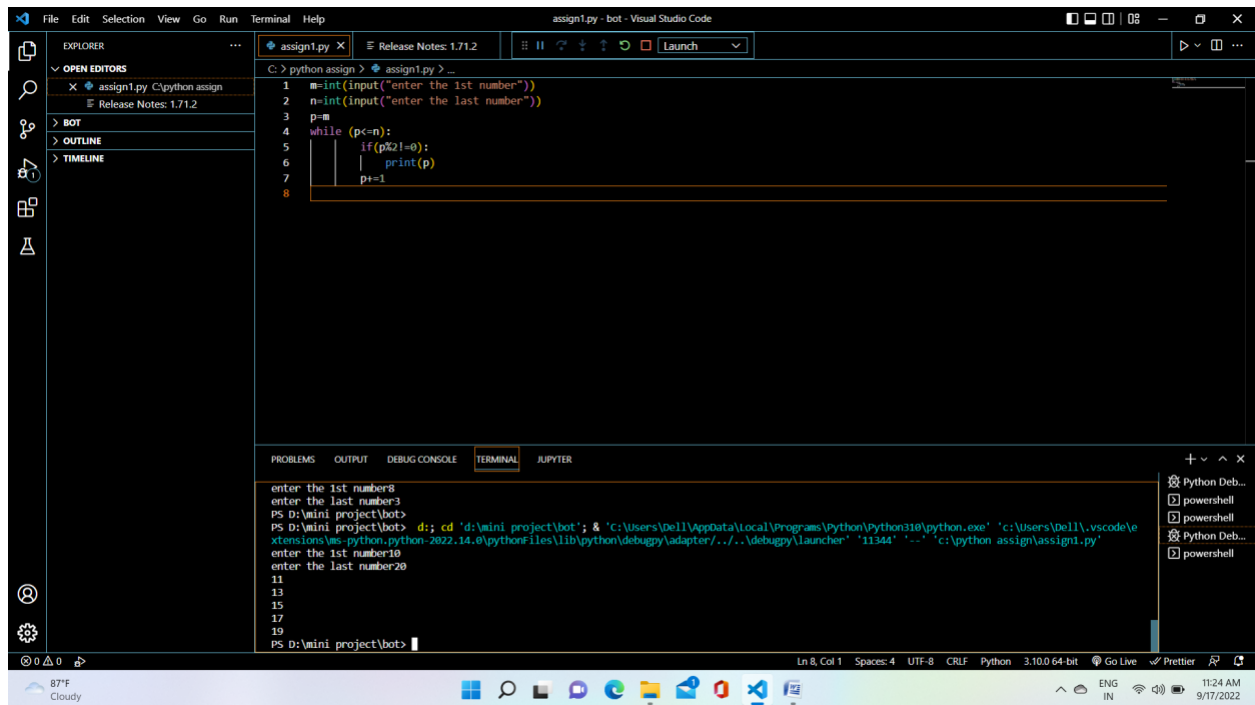 File Edit Selection View Go Run Terminal Help
assign1.py - bot - Visual Studio Code
EXPLORER
assign1.py
Release Notes: 1.71.2
Launch
OPEN EDITORS
assign1.py C:\python assign
Release Notes: 1.71.2
BOT
OUTLINE
TIMELINE
1
C: > python assign > assign1.py > ...
1 m=int(input("enter the 1st number"))
2 n=int(input("enter the last number"))
3 p=m
4 while (p<=n):
5 if(p%2!=0):
6 print(p)
7 p+=1
8
PROBLEMS OUTPUT DEBUG CONSOLE TERMINAL JUPYTER
enter the 1st number8
enter the last number3
PS D:\mini project\bot>
PS D:\mini project\bot>  d:; cd 'd:\mini project\bot'; & 'C:\Users\Dell\AppData\Local\Programs\Python\Python310\python.exe' 'c:\Users\Dell\.vscode\e
xtensions\ms-python.python-2022.14.0\pythonFiles\lib\python\debugpy\adapter/../..\debugpy\launcher' '11344' '--' 'c:\python assign\assign1.py'
enter the 1st number10
enter the last number20
11
13
15
17
19
PS D:\mini project\bot>
Python Deb...
powershell
powershell
Python Deb...
powershell
0 0
Ln 8, Col 1 Spaces: 4 UTF-8 CRLF Python 3.10.0 64-bit Go Live Prettier
87°F
Cloudy
1
ENG
IN
11:24 AM
9/17/2022